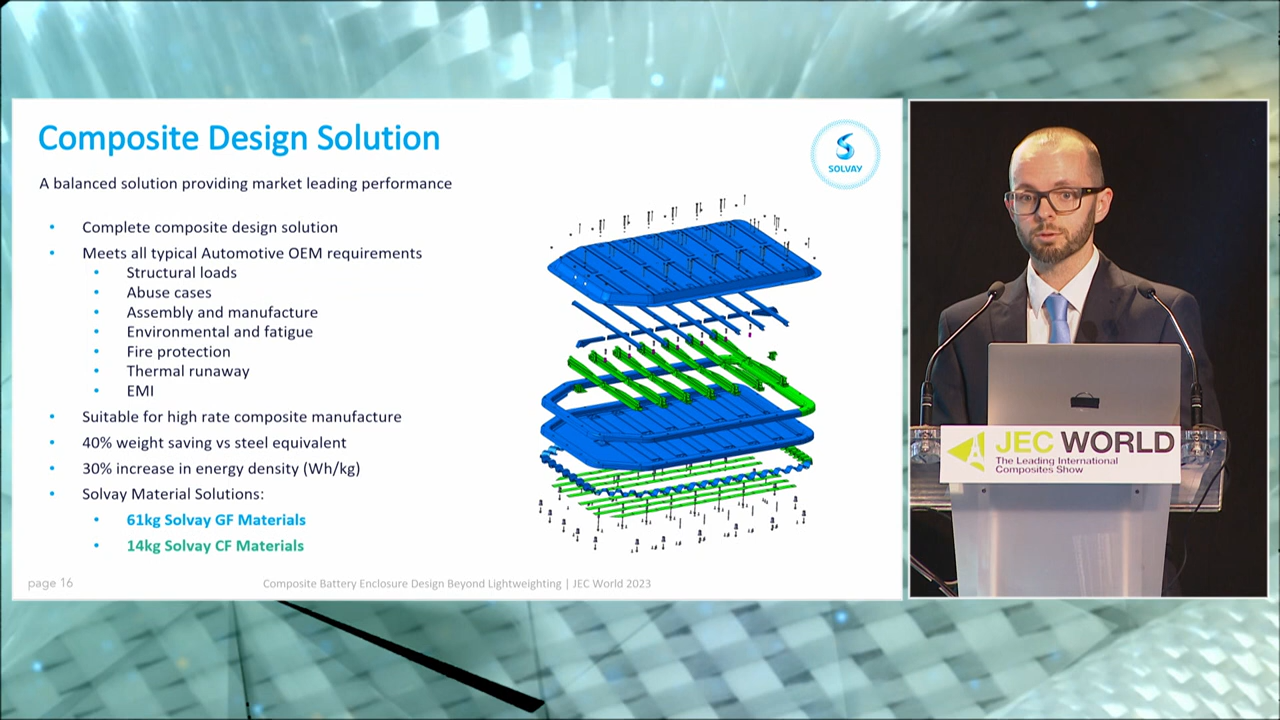 Composite Design Solution
SOLVAY
A balanced solution providing market leading performance
• Complete composite design solution
• Meets all typical Automotive OEM requirements
• Structural loads
• Abuse cases
• Assembly and manufacture
• Environmental and fatigue
• Fire protection
• Thermal runaway
• EMI
• Suitable for high rate composite manufacture
• 40% weight saving vs steel equivalent
• 30% increase in energy density (Wh/kg)
• Solvay Material Solutions:
• 61kg Solvay GF Materials
• 14kg Solvay CF Materials
page 16
Composite Battery Enclosure Design Beyond Lightweighting | JEC World 2023
JEC WORLD
The Leading International
Composites Show